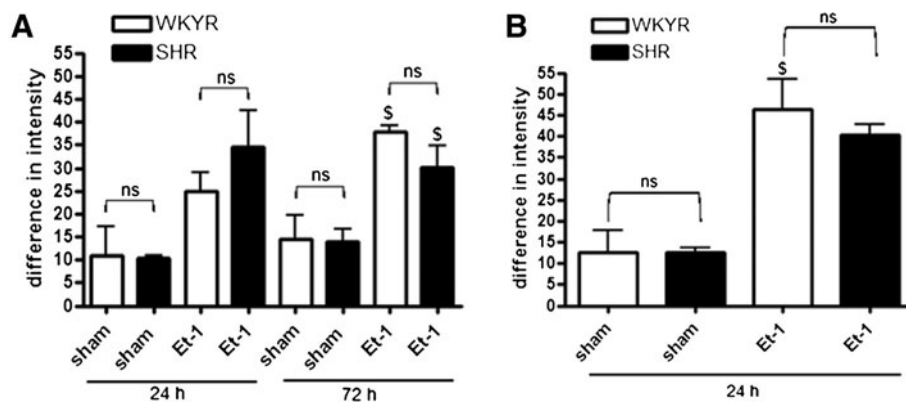 A
WKYR
SHR
difference in intensity
55
50
45
40
35
30
25
20
15
10
5
0
ns
ns
ns
ns
$
$
sham
sham
Et-1
Et-1
sham
sham
Et-1
Et-1
24 h
72 h
B
WKYR
SHR
difference in intensity
55
50
45
40
35
30
25
20
15
10
5
0
ns
ns
$
sham
sham
Et-1
Et-1
24 h